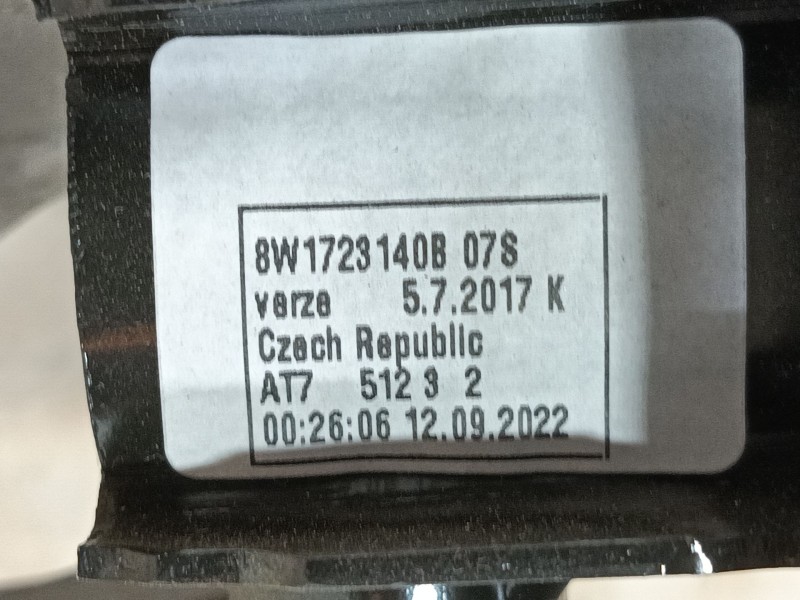 8W1723140B 07S
verze 5.7.2017 K
Czech Republic
AT7 512 3 2
00:26:06 12.09.2022